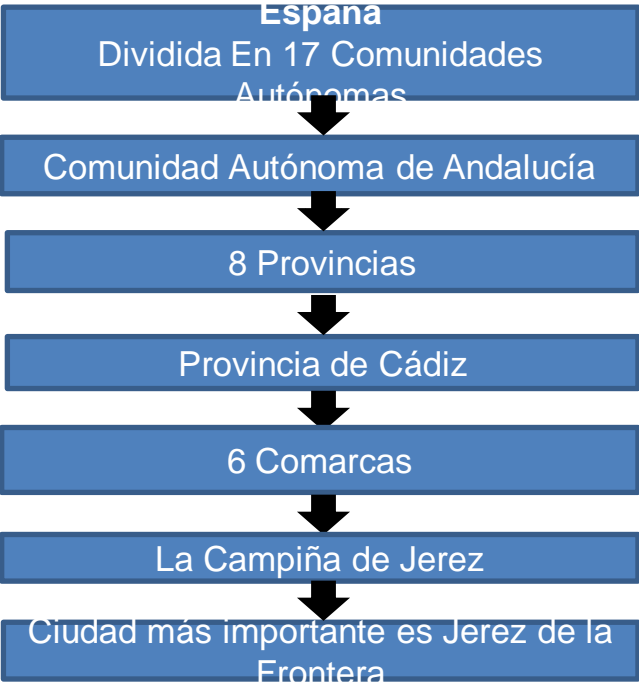 España
Dividida En 17 Comunidades
Autónomas
Comunidad Autónoma de Andalucía
8 Provincias
Provincia de Cádiz
6 Comarcas
La Campiña de Jerez
Ciudad más importante es Jerez de la
Frontera